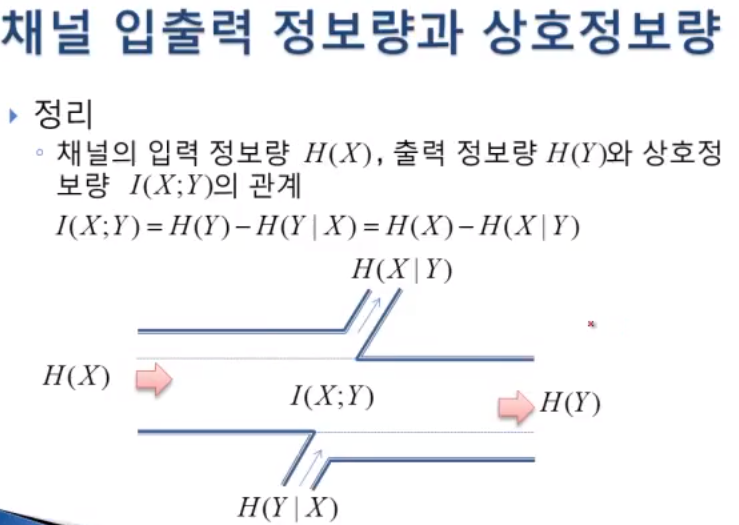 채널 입출력 정보량과 상호정보량
정리
채널의 입력 정보량 H(X), 출력 정보량 H(Y)와 상호정
보량 I(X;Y)의 관계
I(X;Y) = H(Y) − H(Y | X) = H(X) − H(X | Y)
H(X | Y)
H(X)
I(X;Y)
H(Y)
H(Y | X)